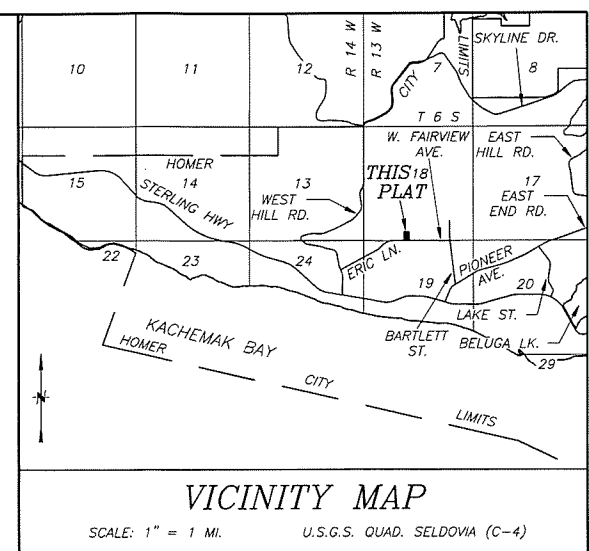 R 14 W
R 13 W
LIMITS
SKYLINE DR.
10
11
12
7
8
CITY
T 6 S
W. FAIRVIEW
AVE.
EAST
HILL RD.
HOMER
THIS
PLAT
18
15
14
13
17
STERLING HWY
WEST
HILL RD.
EAST
END RD.
22
23
24
ERIC LN.
19
PIONEER
AVE.
20
LAKE ST.
BARTLETT
ST.
BELUGA LK.
29
KACHEMAK BAY
HOMER
CITY
LIMITS
N
VICINITY MAP
SCALE: 1" = 1 MI.
U.S.G.S. QUAD. SELDOVIA (C-4)